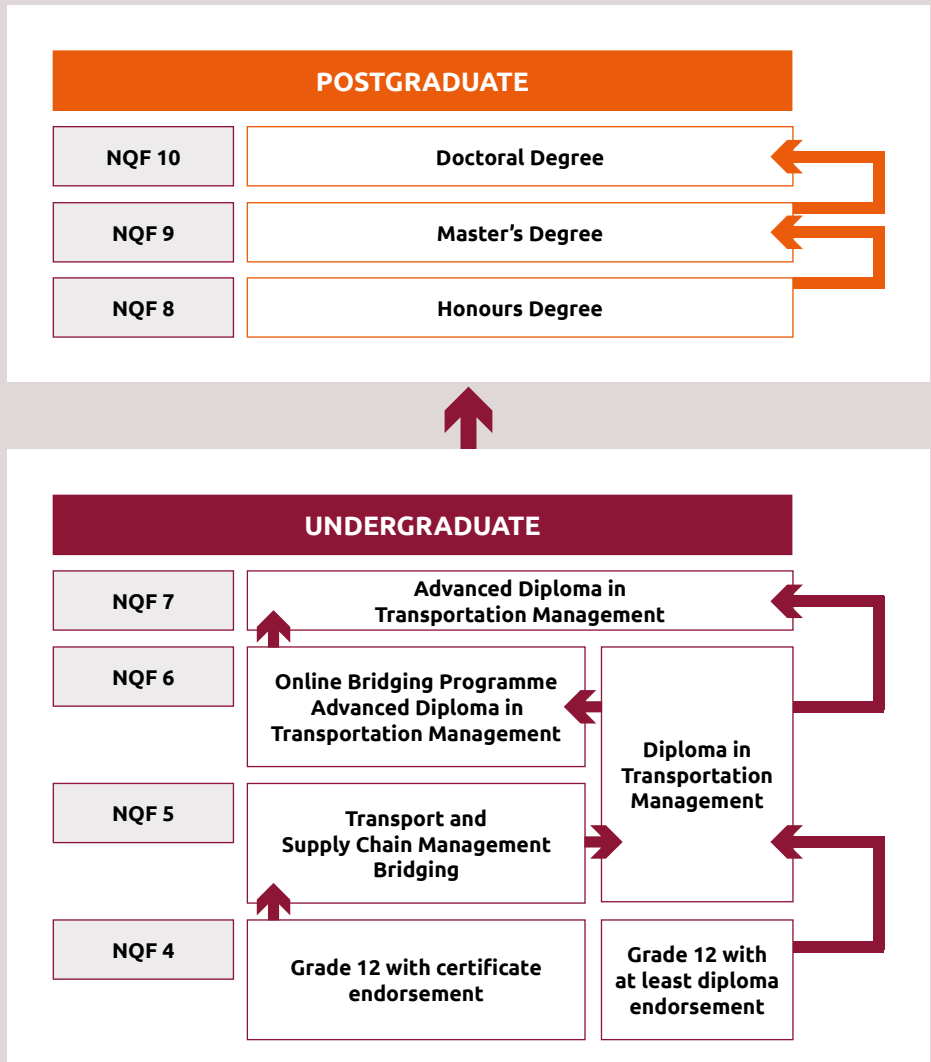 POSTGRADUATE
NQF 10
Doctoral Degree
NQF 9
Master's Degree
NQF 8
Honours Degree
UNDERGRADUATE
NQF 7
Advanced Diploma in
Transportation Management
NQF 6
Online Bridging Programme
Advanced Diploma in
Transportation Management
Diploma in
Transportation
Management
NQF 5
Transport and
Supply Chain Management
Bridging
NQF 4
Grade 12 with certificate
endorsement
Grade 12 with
at least diploma
endorsement